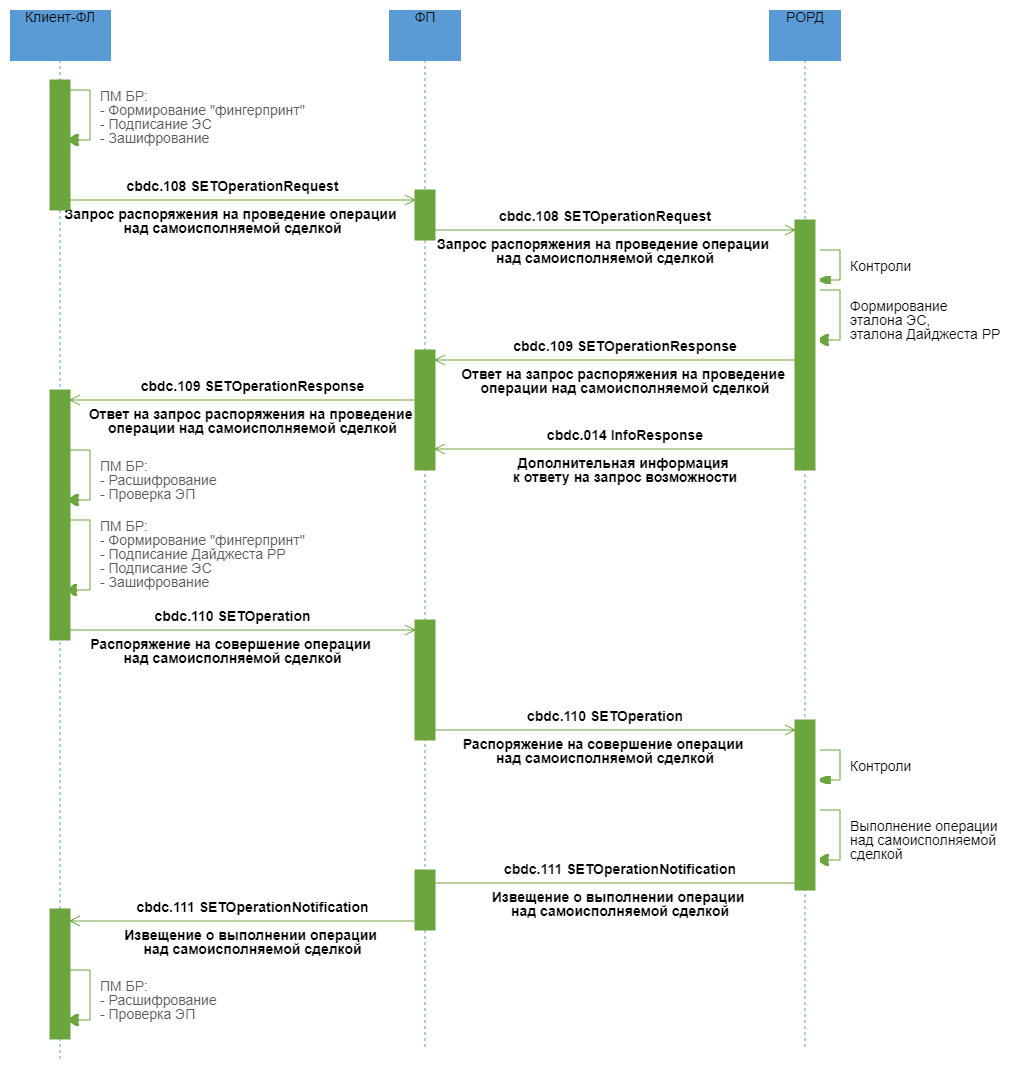 Клиент-ФЛ
ФП
РОРД
ПМ БР:
- Формирование "фингерпринт"
- Подписание ЭС
- Зашифрование
cbdc.108 SETOperationRequest
Запрос распоряжения на проведение операции
над самоисполняемой сделкой
cbdc.108 SETOperationRequest
Запрос распоряжения на проведение операции
над самоисполняемой сделкой
Контроли
Формирование
эталона ЭС,
эталона Дайджеста РР
cbdc.109 SETOperationResponse
Ответ на запрос распоряжения на проведение
операции над самоисполняемой сделкой
cbdc.109 SETOperationResponse
Ответ на запрос распоряжения на проведение
операции над самоисполняемой сделкой
cbdc.014 InfoResponse
Дополнительная информация
к ответу на запрос возможности
ПМ БР:
- Расшифрование
- Проверка ЭП
ПМ БР:
- Формирование "фингерпринт"
- Подписание Дайджеста РР
- Подписание ЭС
- Зашифрование
cbdc.110 SETOperation
Распоряжение на совершение операции
над самоисполняемой сделкой
cbdc.110 SETOperation
Распоряжение на совершение операции
над самоисполняемой сделкой
Контроли
Выполнение операции
над самоисполняемой
сделкой
cbdc.111 SETOperationNotification
Извещение о выполнении операции
над самоисполняемой сделкой
cbdc.111 SETOperationNotification
Извещение о выполнении операции
над самоисполняемой сделкой
ПМ БР:
- Расшифрование
- Проверка ЭП